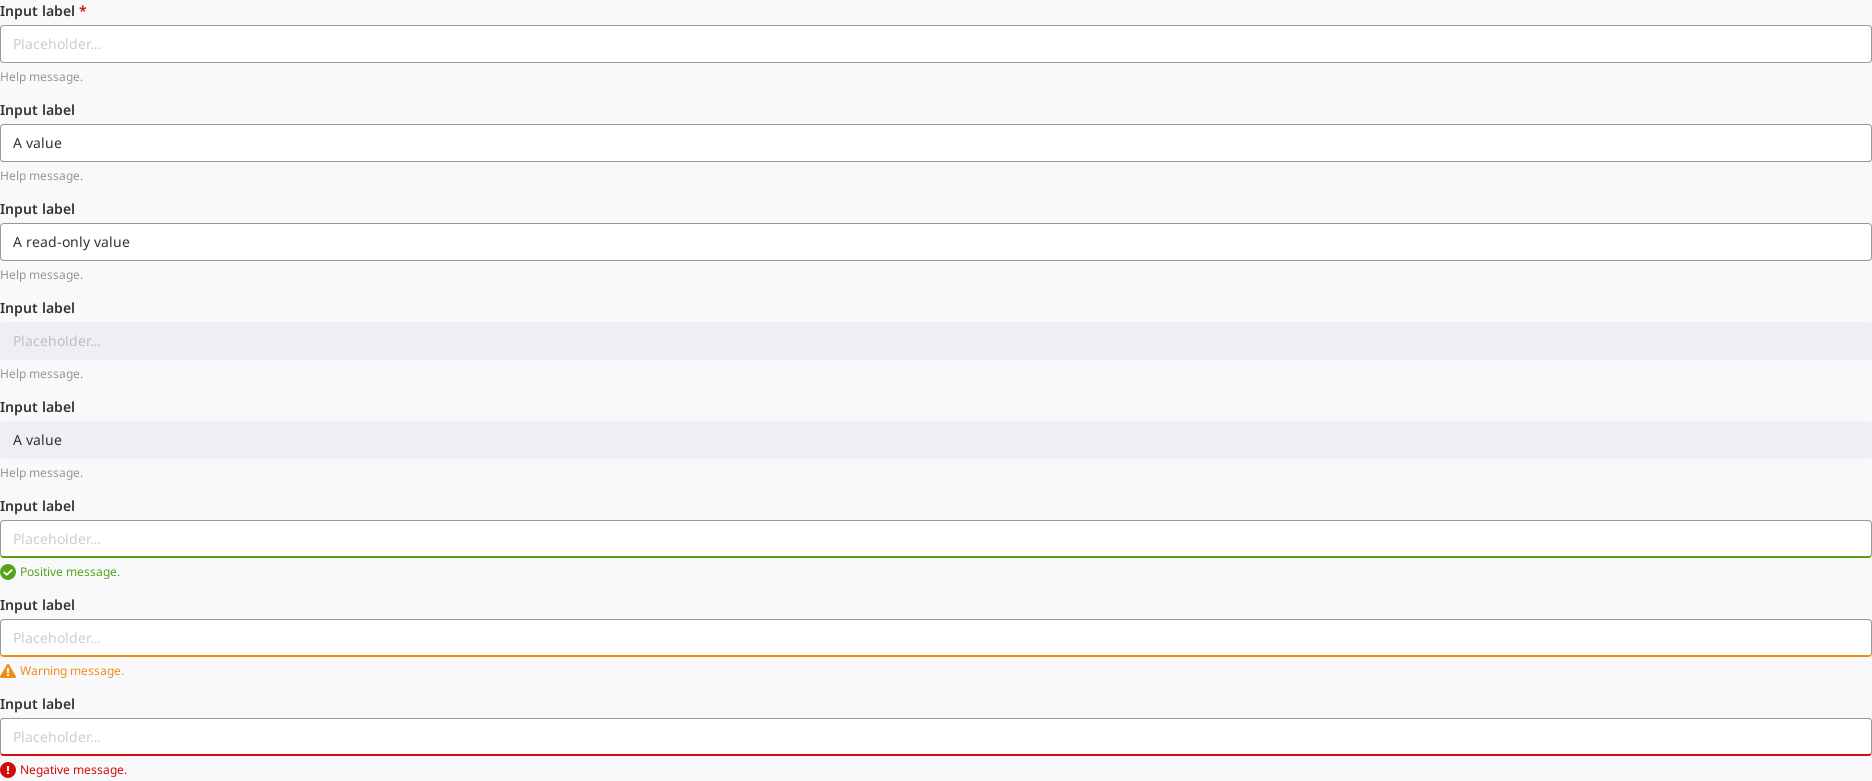 Input label *
Placeholder...
Help message.
Input label
A value
Help message.
Input label
A read-only value
Help message.
Input label
Placeholder...
Help message.
Input label
A value
Help message.
Input label
Placeholder...
Positive message.
Input label
Placeholder...
Warning message.
Input label
Placeholder...
Negative message.